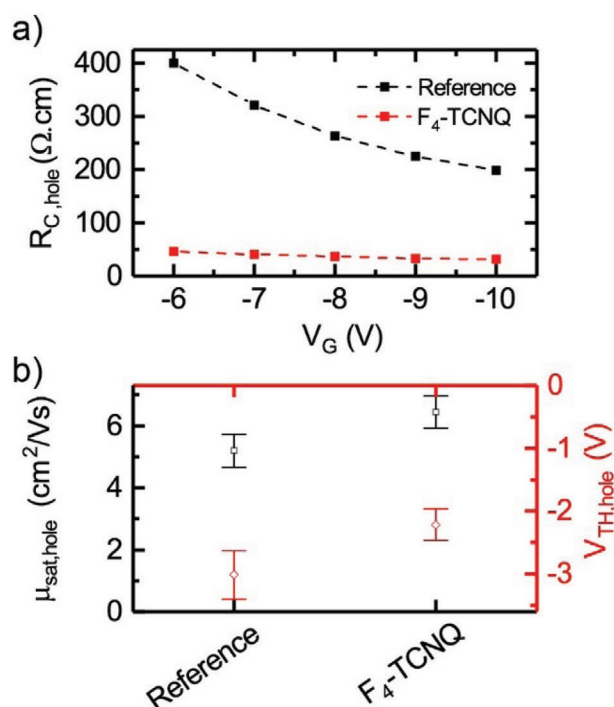 a)
R_C,hole (Ω.cm)
400
300
200
100
0
Reference
F₄-TCNQ
-6 -7 -8 -9 -10
V_G (V)
b)
μ_sat,hole (cm²/Vs)
6
4
2
0
0
-1
-2
-3
V_TH,hole (V)
Reference
F₄-TCNQ